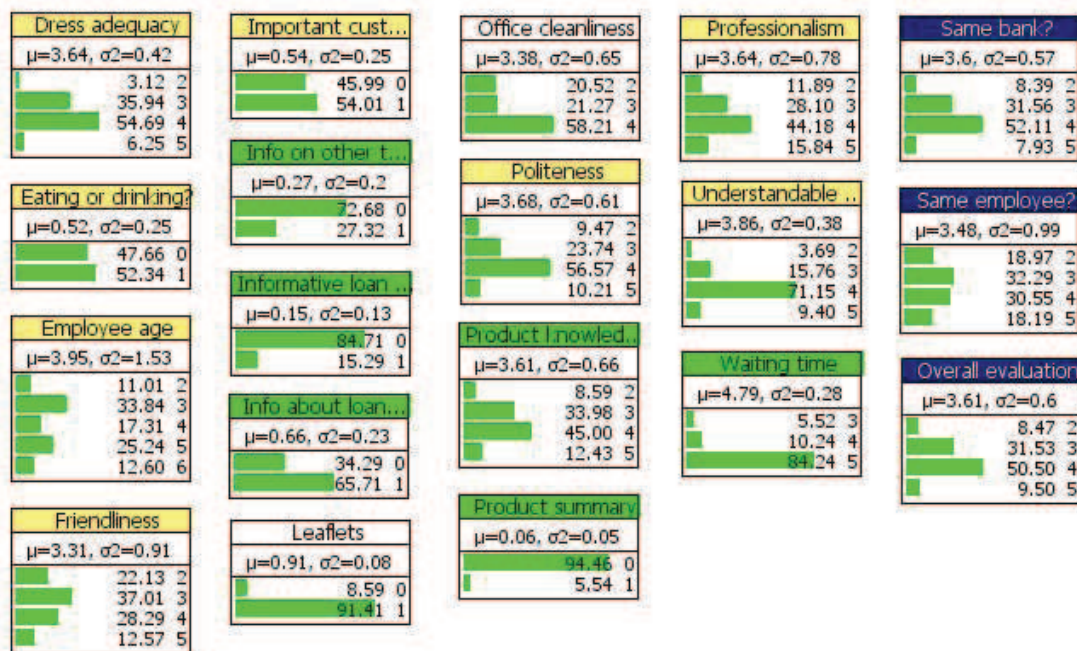 Dress adequacy
μ=3.64, σ2=0.42
3.12 2
35.94 3
54.69 4
6.25 5
Eating or drinking?
μ=0.52, σ2=0.25
47.66 0
52.34 1
Employee age
μ=3.95, σ2=1.53
11.01 2
33.84 3
17.31 4
25.24 5
12.60 6
Friendliness
μ=3.31, σ2=0.91
22.13 2
37.01 3
28.29 4
12.57 5
Important cust...
μ=0.54, σ2=0.25
45.99 0
54.01 1
Info on other t...
μ=0.27, σ2=0.2
72.68 0
27.32 1
Informative loan ...
μ=0.15, σ2=0.13
84.71 0
15.29 1
Info about loan...
μ=0.66, σ2=0.23
34.29 0
65.71 1
Leaflets
μ=0.91, σ2=0.08
8.59 0
91.41 1
Office cleanliness
μ=3.38, σ2=0.65
20.52 2
21.27 3
58.21 4
Politeness
μ=3.68, σ2=0.61
9.47 2
23.74 3
56.57 4
10.21 5
Product knowled..
μ=3.61, σ2=0.66
8.59 2
33.98 3
45.00 4
12.43 5
Product summary
μ=0.06, σ2=0.05
94.46 0
5.54 1
Professionalism
μ=3.64, σ2=0.78
11.89 2
28.10 3
44.18 4
15.84 5
Understandable ..
μ=3.86, σ2=0.38
3.69 2
15.76 3
71.15 4
9.40 5
Waiting time
μ=4.79, σ2=0.28
5.52 3
10.24 4
84.24 5
Same bank?
μ=3.6, σ2=0.57
8.39 2
31.56 3
52.11 4
7.93 5
Same employee?
μ=3.48, σ2=0.99
18.97 2
32.29 3
30.55 4
18.19 5
Overall evaluation
μ=3.61, σ2=0.6
8.47 2
31.53 3
50.50 4
9.50 5